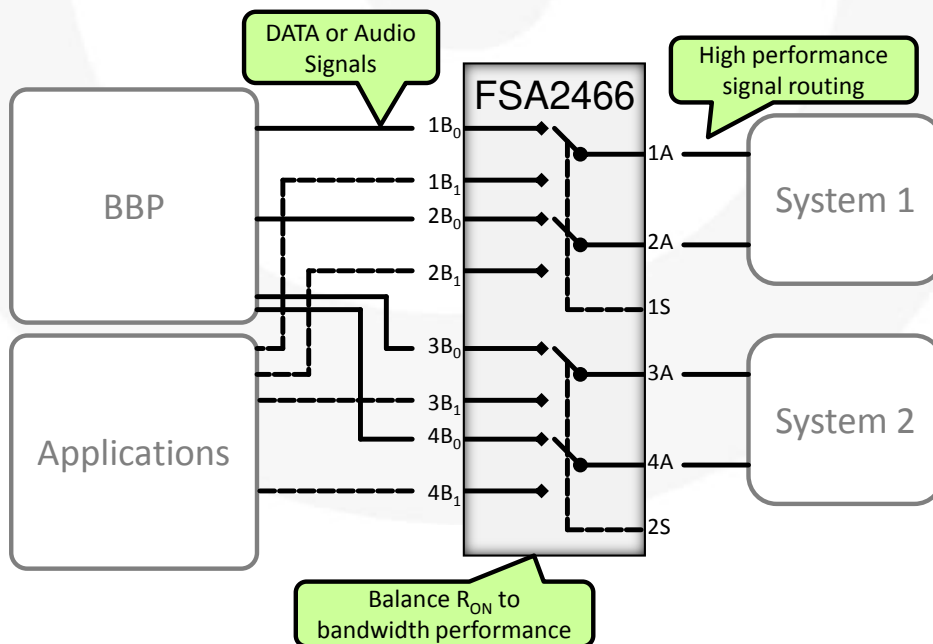 DATA or Audio
Signals
High performance
signal routing
FSA2466
BBP
Applications
1B₀
1B₁
2B₀
2B₁
3B₀
3B₁
4B₀
4B₁
1A
2A
1S
3A
4A
2S
System 1
System 2
Balance R_ON to
bandwidth performance